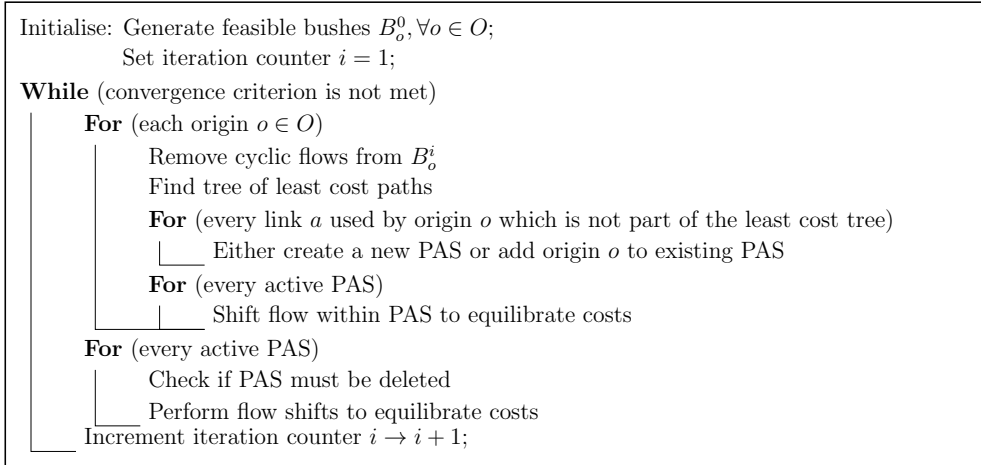 Initialise: Generate feasible bushes $B_o^0, \forall o \in O$;
Set iteration counter $i = 1$;
While (convergence criterion is not met)
For (each origin $o \in O$)
Remove cyclic flows from $B_o^i$
Find tree of least cost paths
For (every link $a$ used by origin $o$ which is not part of the least cost tree)
Either create a new PAS or add origin $o$ to existing PAS
For (every active PAS)
Shift flow within PAS to equilibrate costs
For (every active PAS)
Check if PAS must be deleted
Perform flow shifts to equilibrate costs
Increment iteration counter $i \to i + 1$;